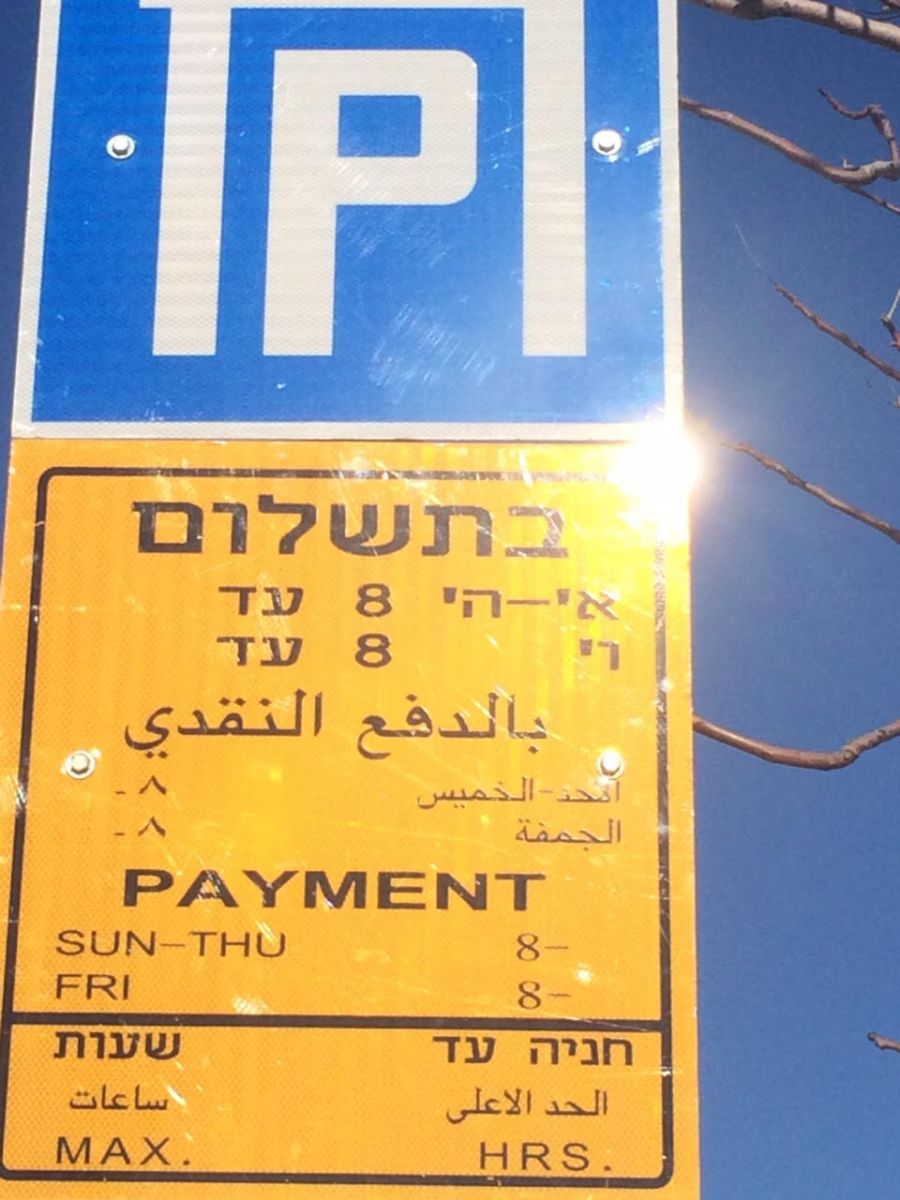 P
בתשלום
א'-ה' 8 עד
ו' 8 עד
بالدفع النقدي
الاحد-الخميس ٨-
الجمفة ٨-
PAYMENT
SUN-THU 8-
FRI 8-
חניה עד שעות
الحد الاعلى ساعات
MAX. HRS.